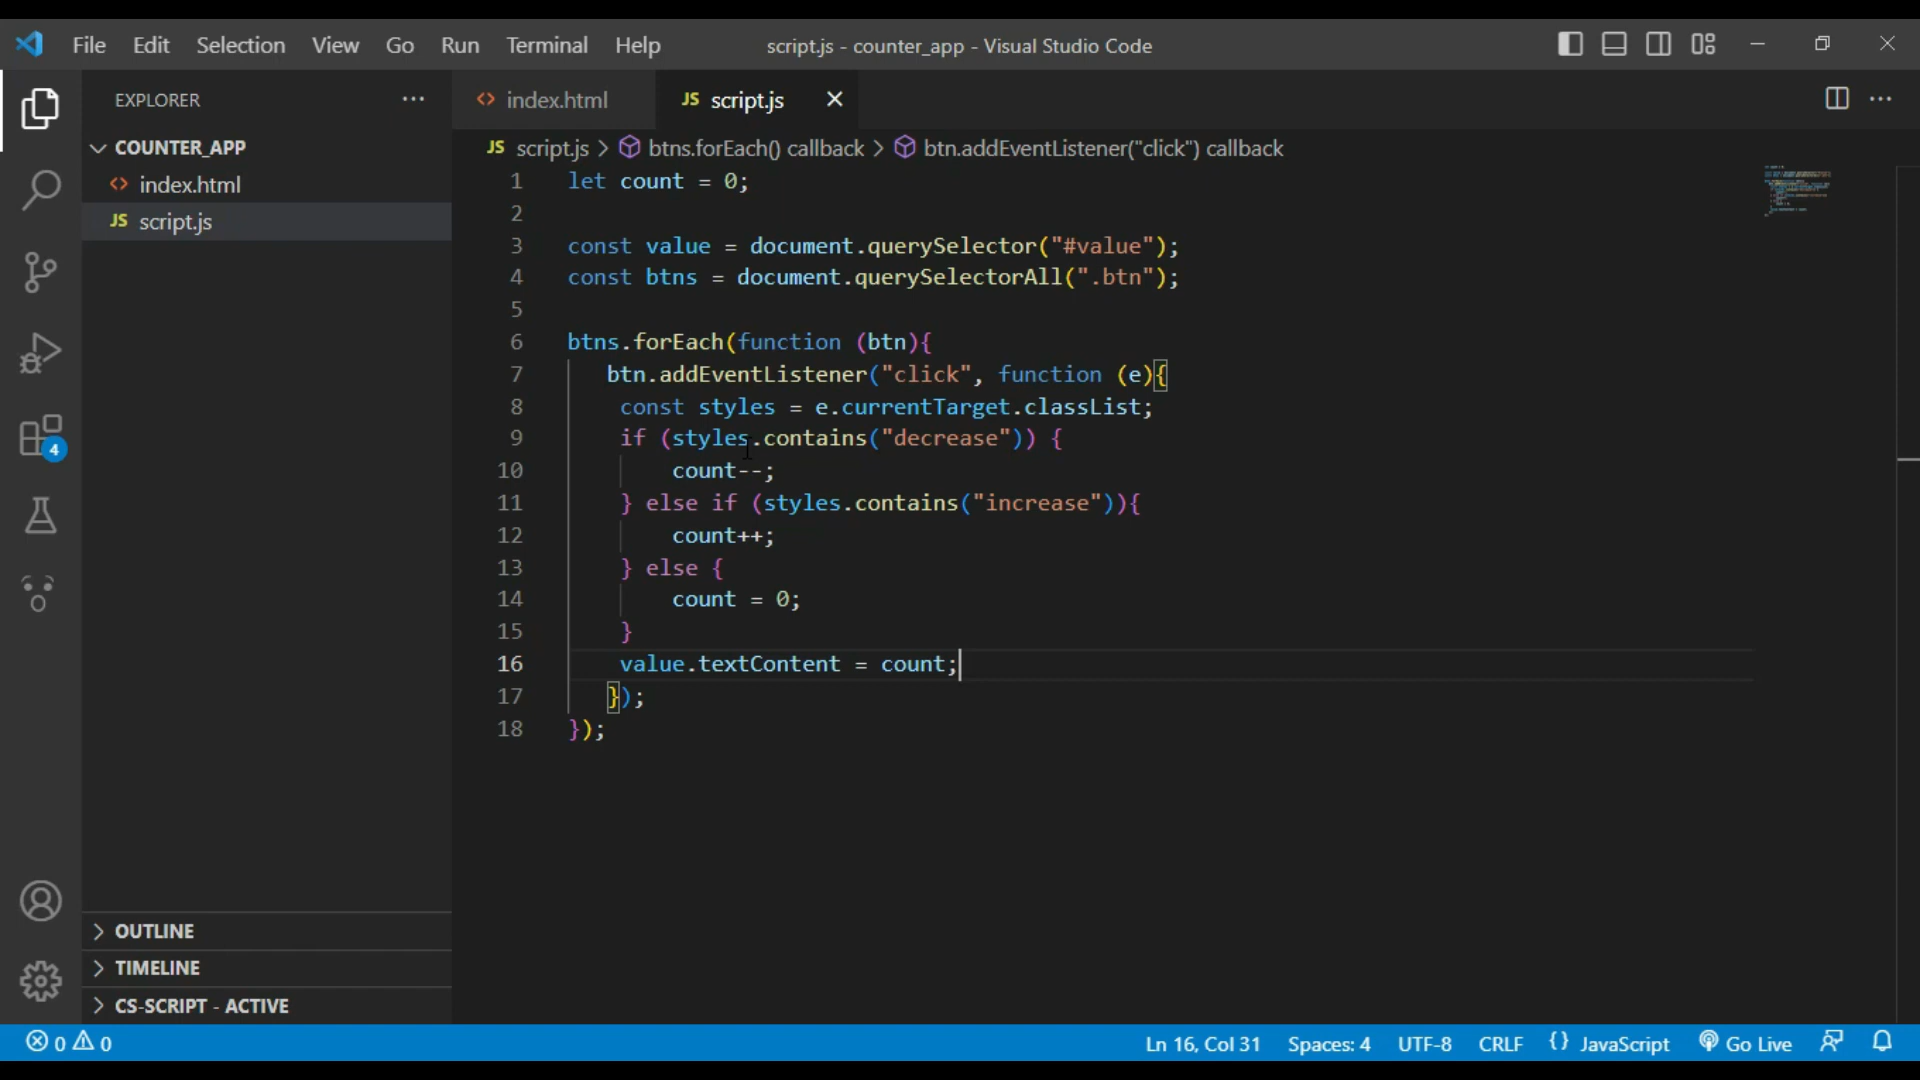 File Edit Selection View Go Run Terminal Help script.js - counter_app - Visual Studio Code
EXPLORER ···
index.html JS script.js
COUNTER_APP
index.html
JS script.js
4
OUTLINE
TIMELINE
CS-SCRIPT - ACTIVE
JS script.js > btns.forEach() callback > btn.addEventListener("click") callback
1 let count = 0;
2
3 const value = document.querySelector("#value");
4 const btns = document.querySelectorAll(".btn");
5
6 btns.forEach(function (btn){
7 btn.addEventListener("click", function (e){
8 const styles = e.currentTarget.classList;
9 if (styles.contains("decrease")) {
10 count--;
11 } else if (styles.contains("increase")){
12 count++;
13 } else {
14 count = 0;
15 }
16 value.textContent = count;
17 });
18 });
0 0 Ln 16, Col 31 Spaces: 4 UTF-8 CRLF {} JavaScript Go Live